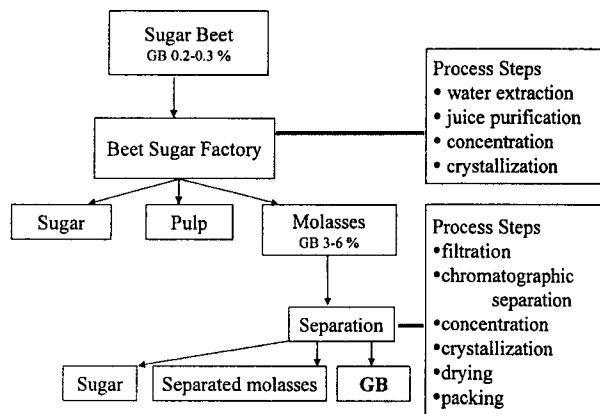 Sugar Beet
GB 0.2-0.3 %
Process Steps
• water extraction
• juice purification
• concentration
• crystallization
Beet Sugar Factory
Sugar
Pulp
Molasses
GB 3-6 %
Process Steps
•filtration
•chromatographic
separation
•concentration
•crystallization
•drying
•packing
Separation
Sugar
Separated molasses
GB